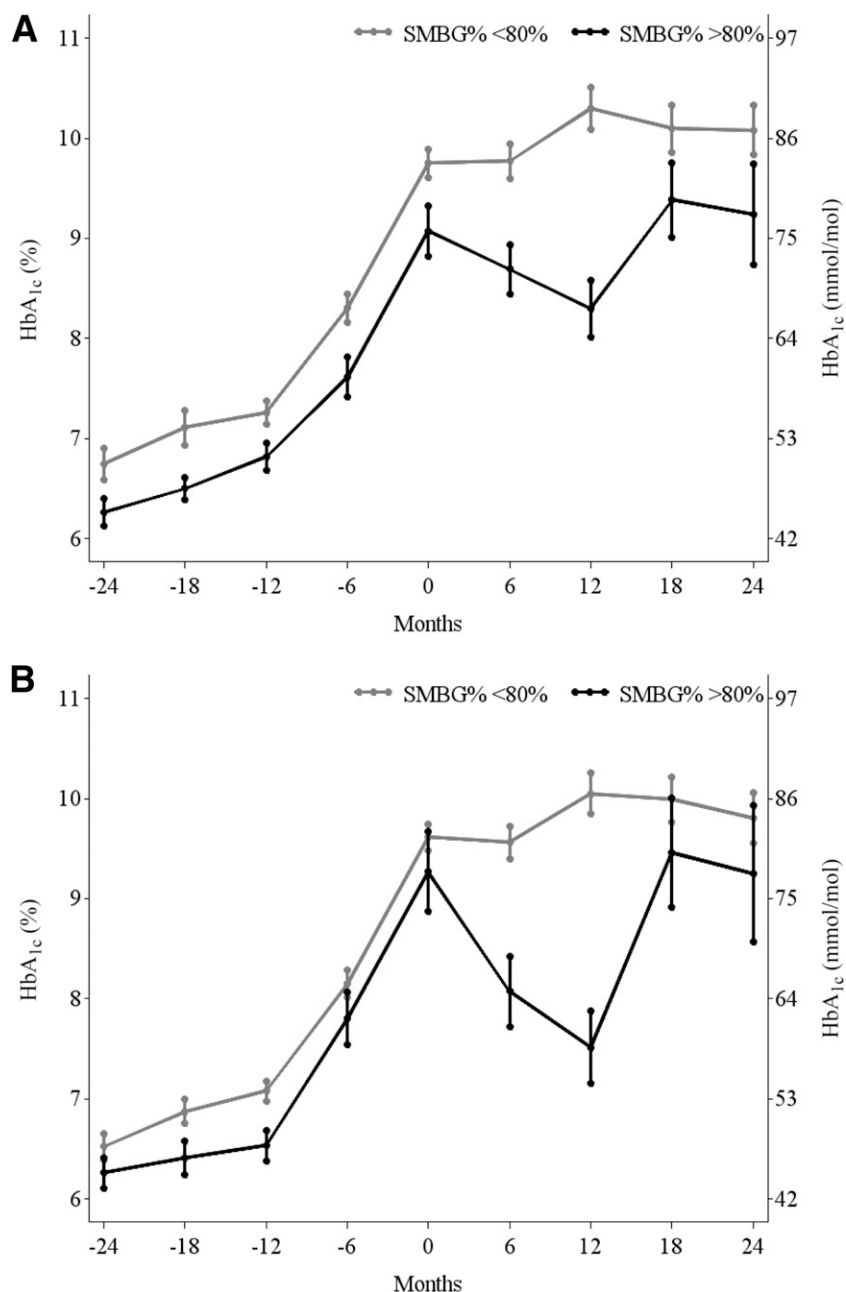 A
SMBG% <80% SMBG% >80%
11 97
10 86
9 75
8 64
7 53
6 42
HbA1c (%)
HbA1c (mmol/mol)
-24 -18 -12 -6 0 6 12 18 24
Months
B
SMBG% <80% SMBG% >80%
11 97
10 86
9 75
8 64
7 53
6 42
HbA1c (%)
HbA1c (mmol/mol)
-24 -18 -12 -6 0 6 12 18 24
Months